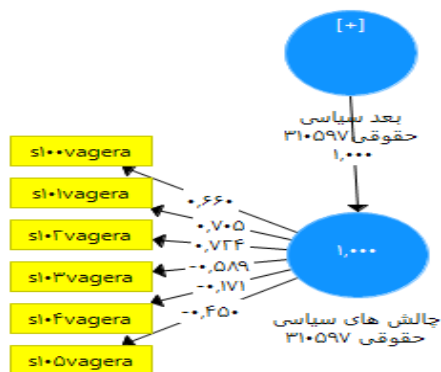 [+]
بعد سیاسی
حقوقی ۳۱۰۵۹۷
۱,۰۰۰
s۱۰۰vagera
s۱۰۱vagera
s۱۰۲vagera
s۱۰۳vagera
s۱۰۴vagera
s۱۰۵vagera
۰,۶۶۰
۰,۷۰۵
۰,۷۲۴
-۰,۵۸۹
-۰,۱۷۱
-۰,۴۵۰
۱,۰۰۰
چالش های سیاسی
حقوقی ۳۱۰۵۹۷